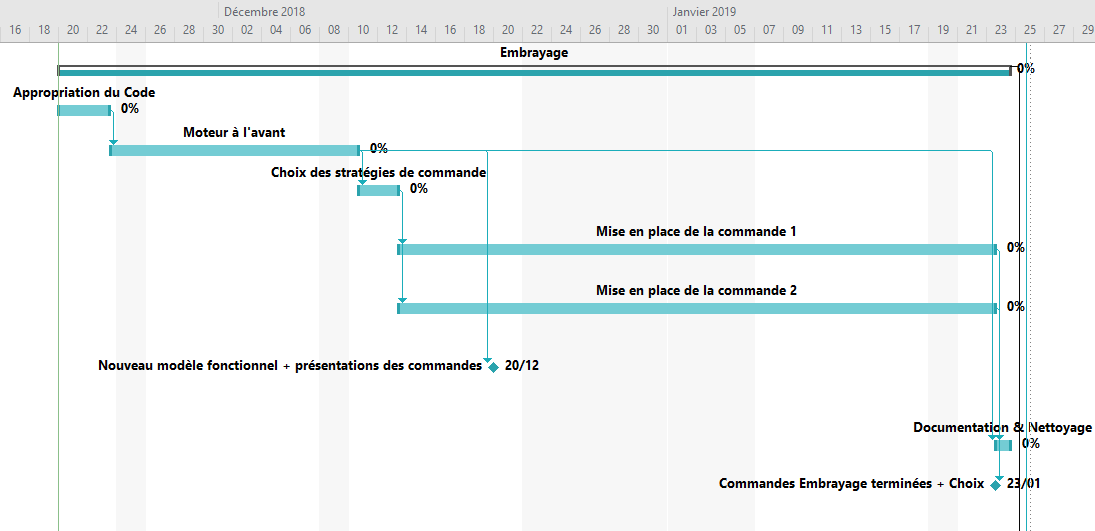 Décembre 2018 Janvier 2019
16 18 20 22 24 26 28 30 02 04 06 08 10 12 14 16 18 20 22 24 26 28 30 01 03 05 07 09 11 13 15 17 19 21 23 25 27 29
Embrayage
0%
Appropriation du Code
0%
Moteur à l'avant
0%
Choix des stratégies de commande
0%
Mise en place de la commande 1
0%
Mise en place de la commande 2
0%
Nouveau modèle fonctionnel + présentations des commandes 20/12
Documentation & Nettoyage
0%
Commandes Embrayage terminées + Choix 23/01